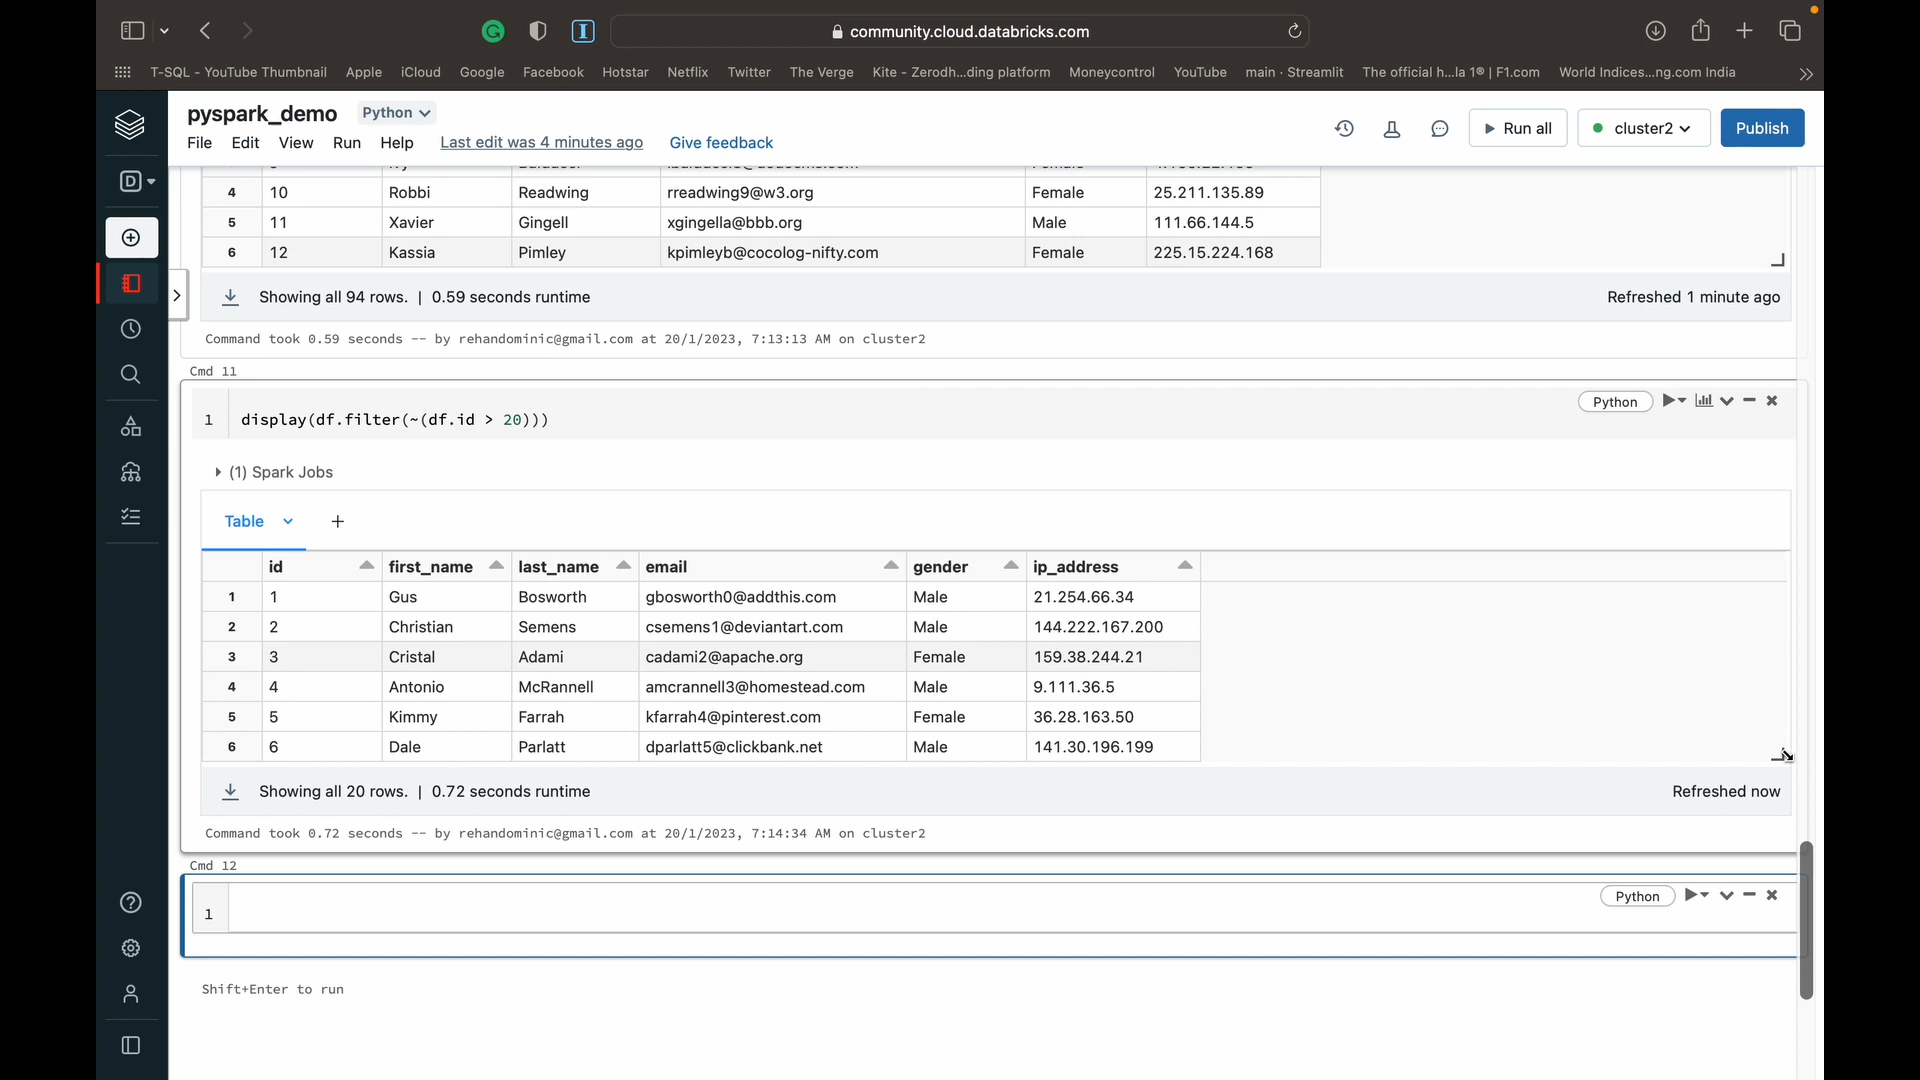 community.cloud.databricks.com
T-SQL - YouTube Thumbnail Apple iCloud Google Facebook Hotstar Netflix Twitter The Verge Kite - Zerodh...ding platform Moneycontrol YouTube main · Streamlit The official h...la 1® | F1.com World Indices...ng.com India
pyspark_demo Python
File Edit View Run Help Last edit was 4 minutes ago Give feedback
Run all cluster2 Publish
D
4 10 Robbi Readwing rreadwing9@w3.org Female 25.211.135.89
5 11 Xavier Gingell xgingella@bbb.org Male 111.66.144.5
6 12 Kassia Pimley kpimleyb@cocolog-nifty.com Female 225.15.224.168
Showing all 94 rows. | 0.59 seconds runtime Refreshed 1 minute ago
Command took 0.59 seconds -- by rehandominic@gmail.com at 20/1/2023, 7:13:13 AM on cluster2
Cmd 11
Python
1 display(df.filter(~(df.id > 20)))
(1) Spark Jobs
Table +
id first_name last_name email gender ip_address
1 1 Gus Bosworth gbosworth0@addthis.com Male 21.254.66.34
2 2 Christian Semens csemens1@deviantart.com Male 144.222.167.200
3 3 Cristal Adami cadami2@apache.org Female 159.38.244.21
4 4 Antonio McRannell amcrannell3@homestead.com Male 9.111.36.5
5 5 Kimmy Farrah kfarrah4@pinterest.com Female 36.28.163.50
6 6 Dale Parlatt dparlatt5@clickbank.net Male 141.30.196.199
Showing all 20 rows. | 0.72 seconds runtime Refreshed now
Command took 0.72 seconds -- by rehandominic@gmail.com at 20/1/2023, 7:14:34 AM on cluster2
Cmd 12
Python
1
Shift+Enter to run